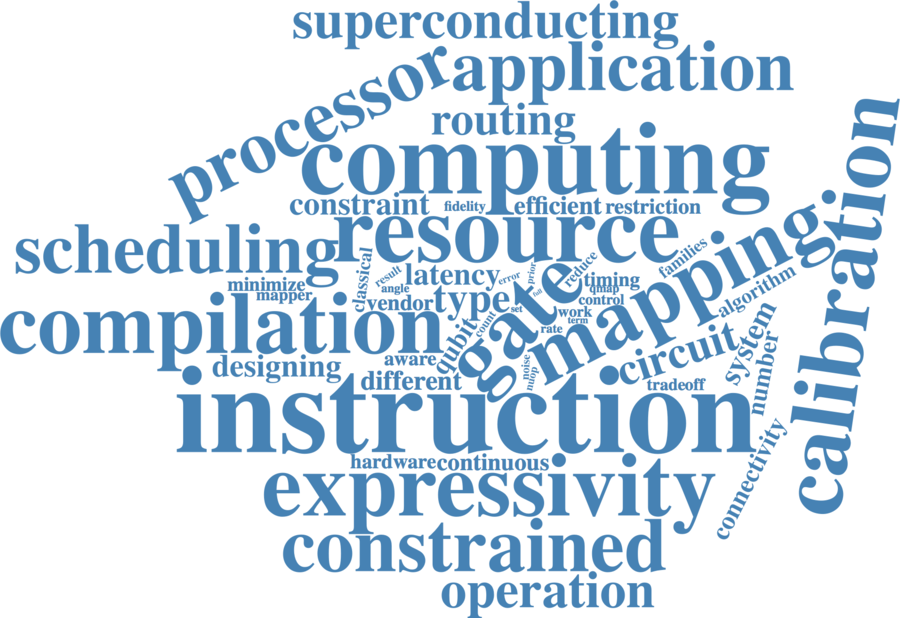 superconducting
processor
application
routing
computing
constraint
fidelity
efficient
restriction
scheduling
resource
classical
result
latency
error
prior
reduce
families
mapping
calibration
minimize
mapper
angle
full
timing
qmap
control
algorithm
vendor
type
set
gate
work
term
compilation
count
rate
qubit
aware
designing
different
noise
nuop
circuit
system
number
tradeoff
instruction
connectivity
hardware
continuous
expressivity
constrained
operation